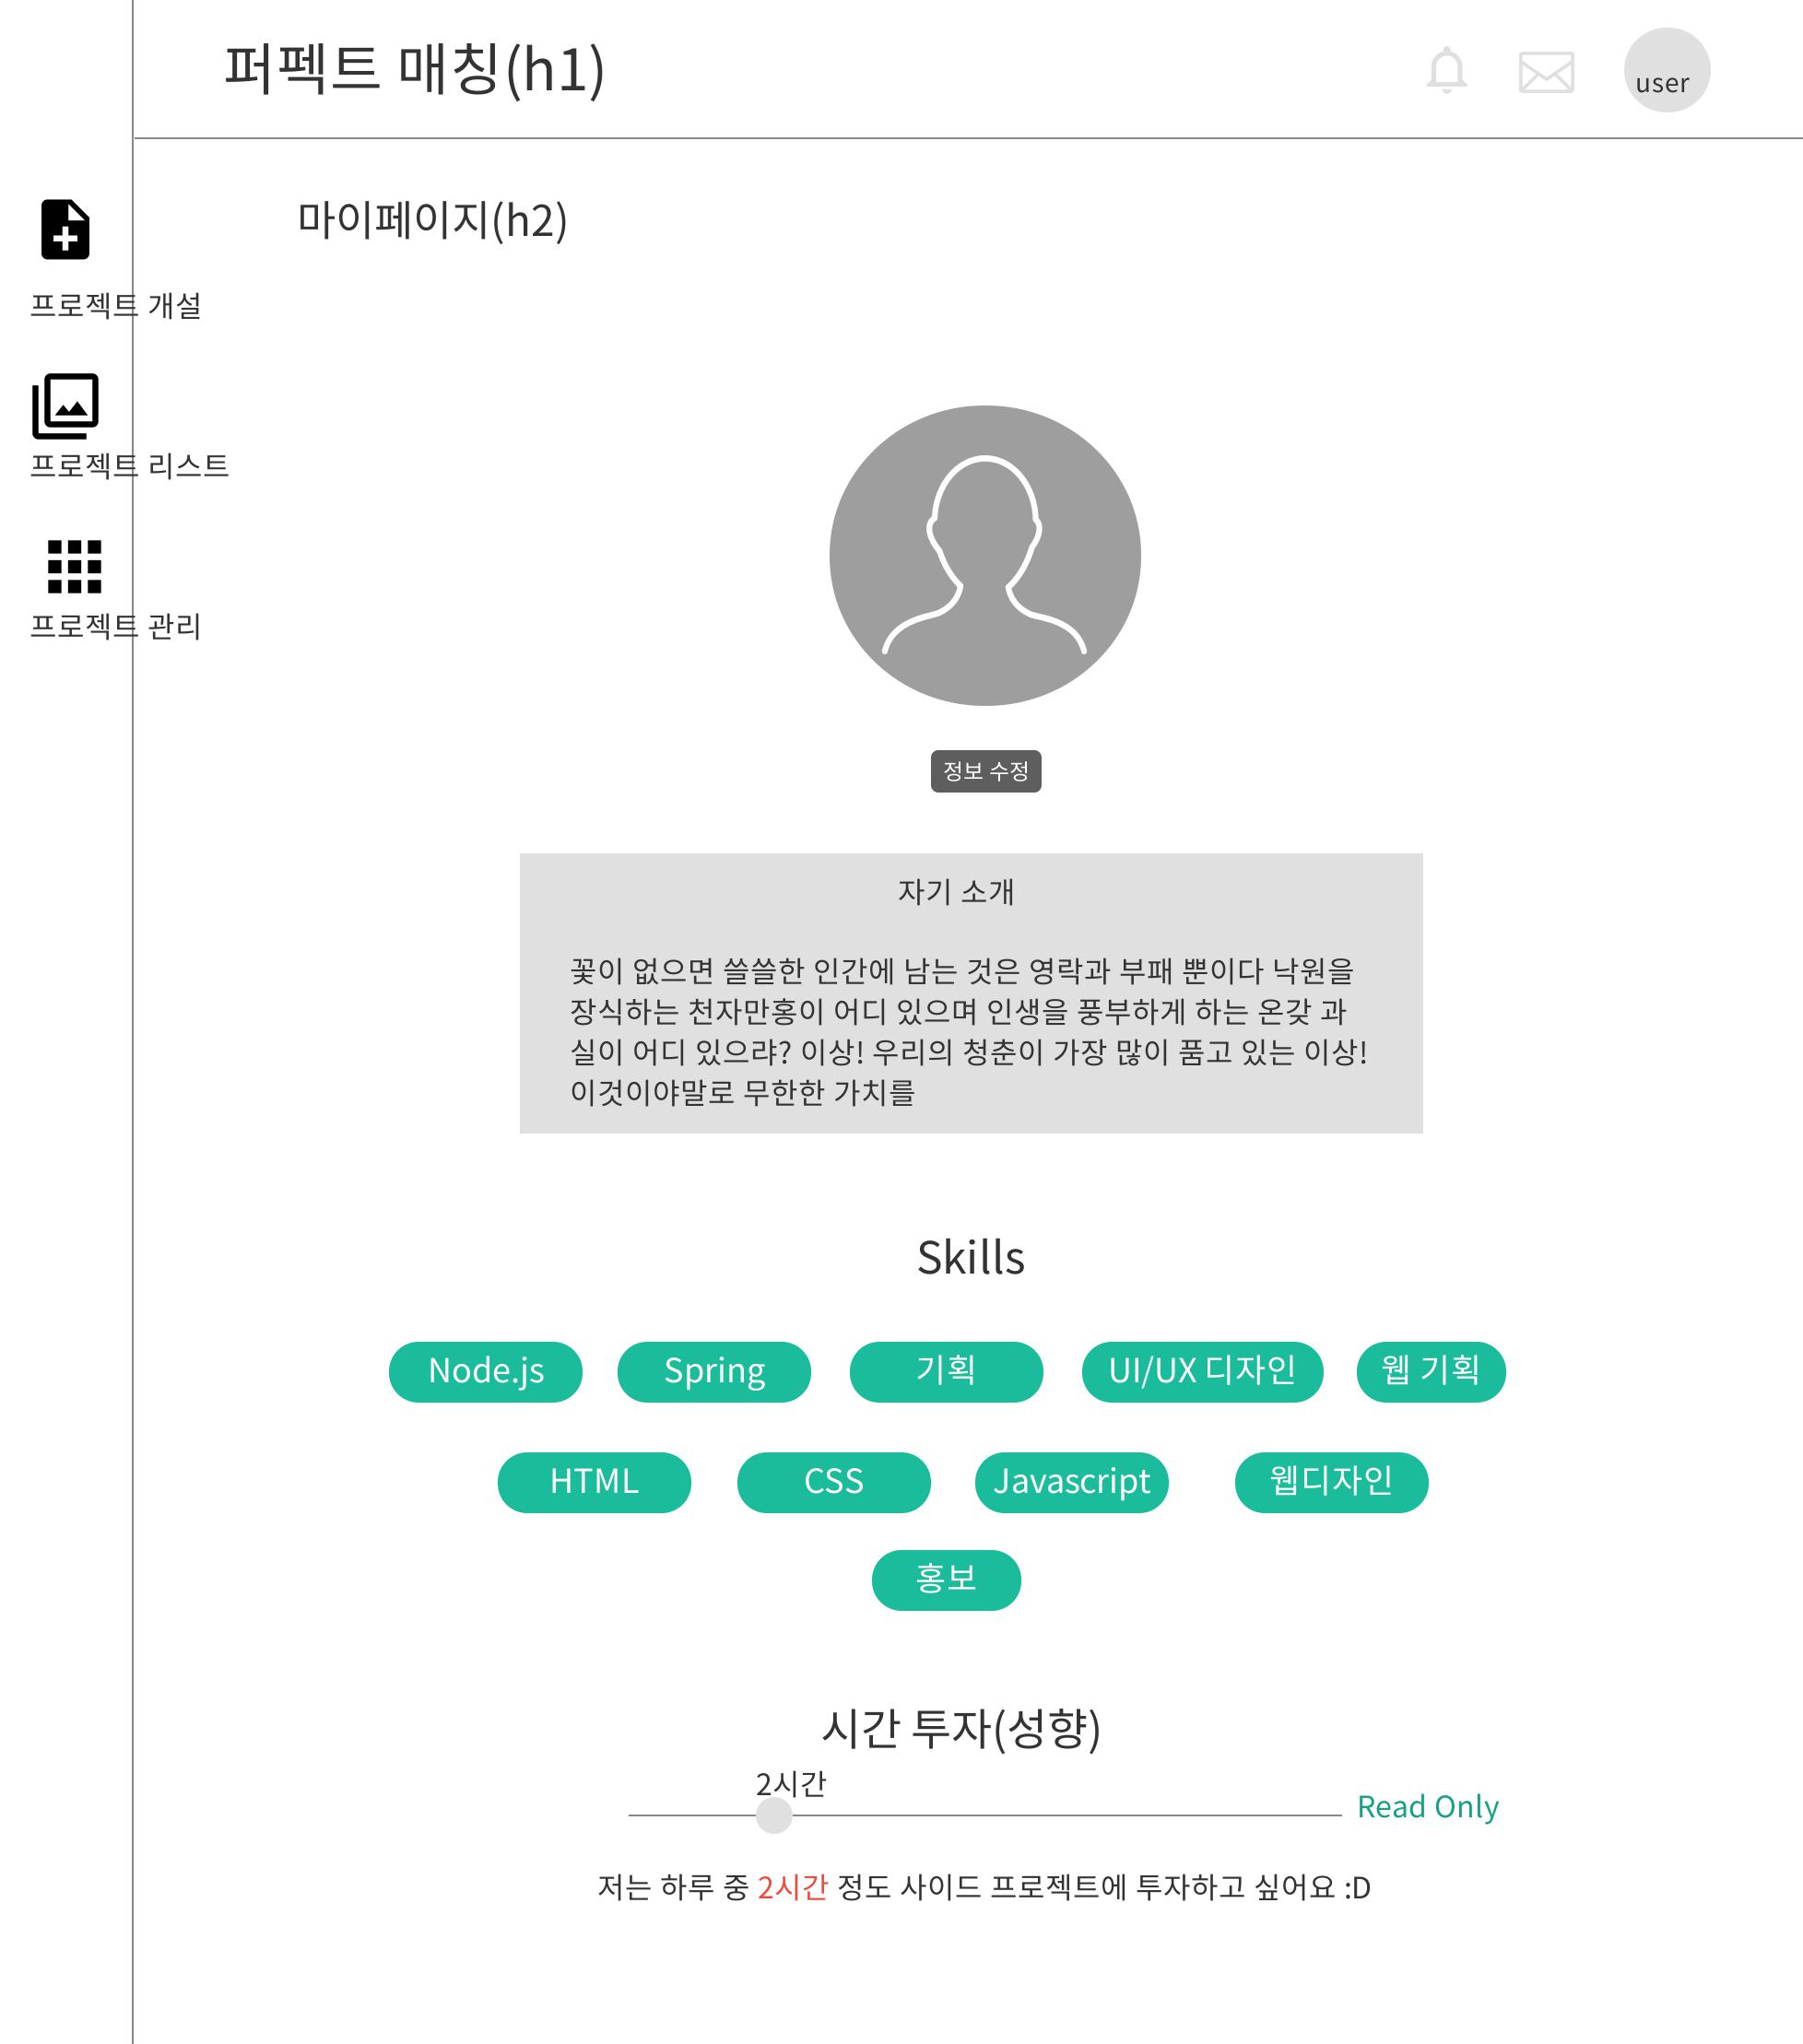 퍼펙트 매칭(h1)
user
마이페이지(h2)
프로젝트 개설
프로젝트 리스트
프로젝트 관리
정보 수정
자기 소개
꽃이 없으면 쓸쓸한 인간에 남는 것은 영락과 부패 뿐이다 낙원을
장식하는 천자만홍이 어디 있으며 인생을 풍부하게 하는 온갖 과
실이 어디 있으랴? 이상! 우리의 청춘이 가장 많이 품고 있는 이상!
이것이야말로 무한한 가치를
Skills
Node.js Spring 기획 UI/UX 디자인 웹 기획
HTML CSS Javascript 웹디자인
홍보
시간 투자(성향)
2시간
Read Only
저는 하루 중 2시간 정도 사이드 프로젝트에 투자하고 싶어요 :D